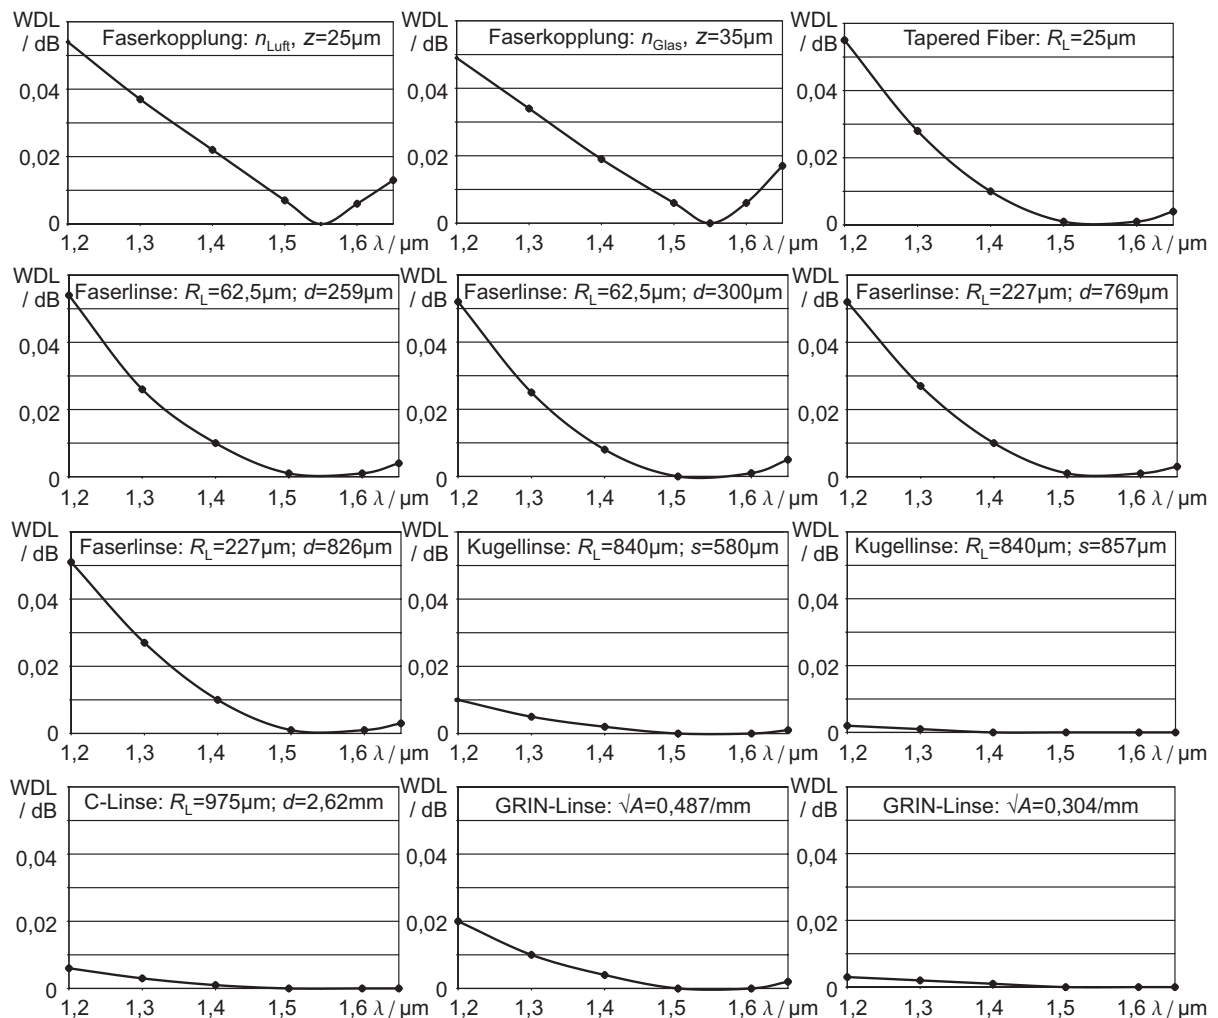 WDL / dB
Faserkopplung: nLuft, z=25µm
0,04
0,02
0
1,2 1,3 1,4 1,5 1,6 λ/µm
WDL / dB
Faserkopplung: nGlas, z=35µm
0,04
0,02
0
1,2 1,3 1,4 1,5 1,6 λ/µm
WDL / dB
Tapered Fiber: RL=25µm
0,04
0,02
0
1,2 1,3 1,4 1,5 1,6 λ/µm
WDL / dB
Faserlinse: RL=62,5µm; d=259µm
0,04
0,02
0
1,2 1,3 1,4 1,5 1,6 λ/µm
WDL / dB
Faserlinse: RL=62,5µm; d=300µm
0,04
0,02
0
1,2 1,3 1,4 1,5 1,6 λ/µm
WDL / dB
Faserlinse: RL=227µm; d=769µm
0,04
0,02
0
1,2 1,3 1,4 1,5 1,6 λ/µm
WDL / dB
Faserlinse: RL=227µm; d=826µm
0,04
0,02
0
1,2 1,3 1,4 1,5 1,6 λ/µm
WDL / dB
Kugellinse: RL=840µm; s=580µm
0,04
0,02
0
1,2 1,3 1,4 1,5 1,6 λ/µm
WDL / dB
Kugellinse: RL=840µm; s=857µm
0,04
0,02
0
1,2 1,3 1,4 1,5 1,6 λ/µm
WDL / dB
C-Linse: RL=975µm; d=2,62mm
0,04
0,02
0
1,2 1,3 1,4 1,5 1,6 λ/µm
WDL / dB
GRIN-Linse: √A=0,487/mm
0,04
0,02
0
1,2 1,3 1,4 1,5 1,6 λ/µm
WDL / dB
GRIN-Linse: √A=0,304/mm
0,04
0,02
0
1,2 1,3 1,4 1,5 1,6 λ/µm